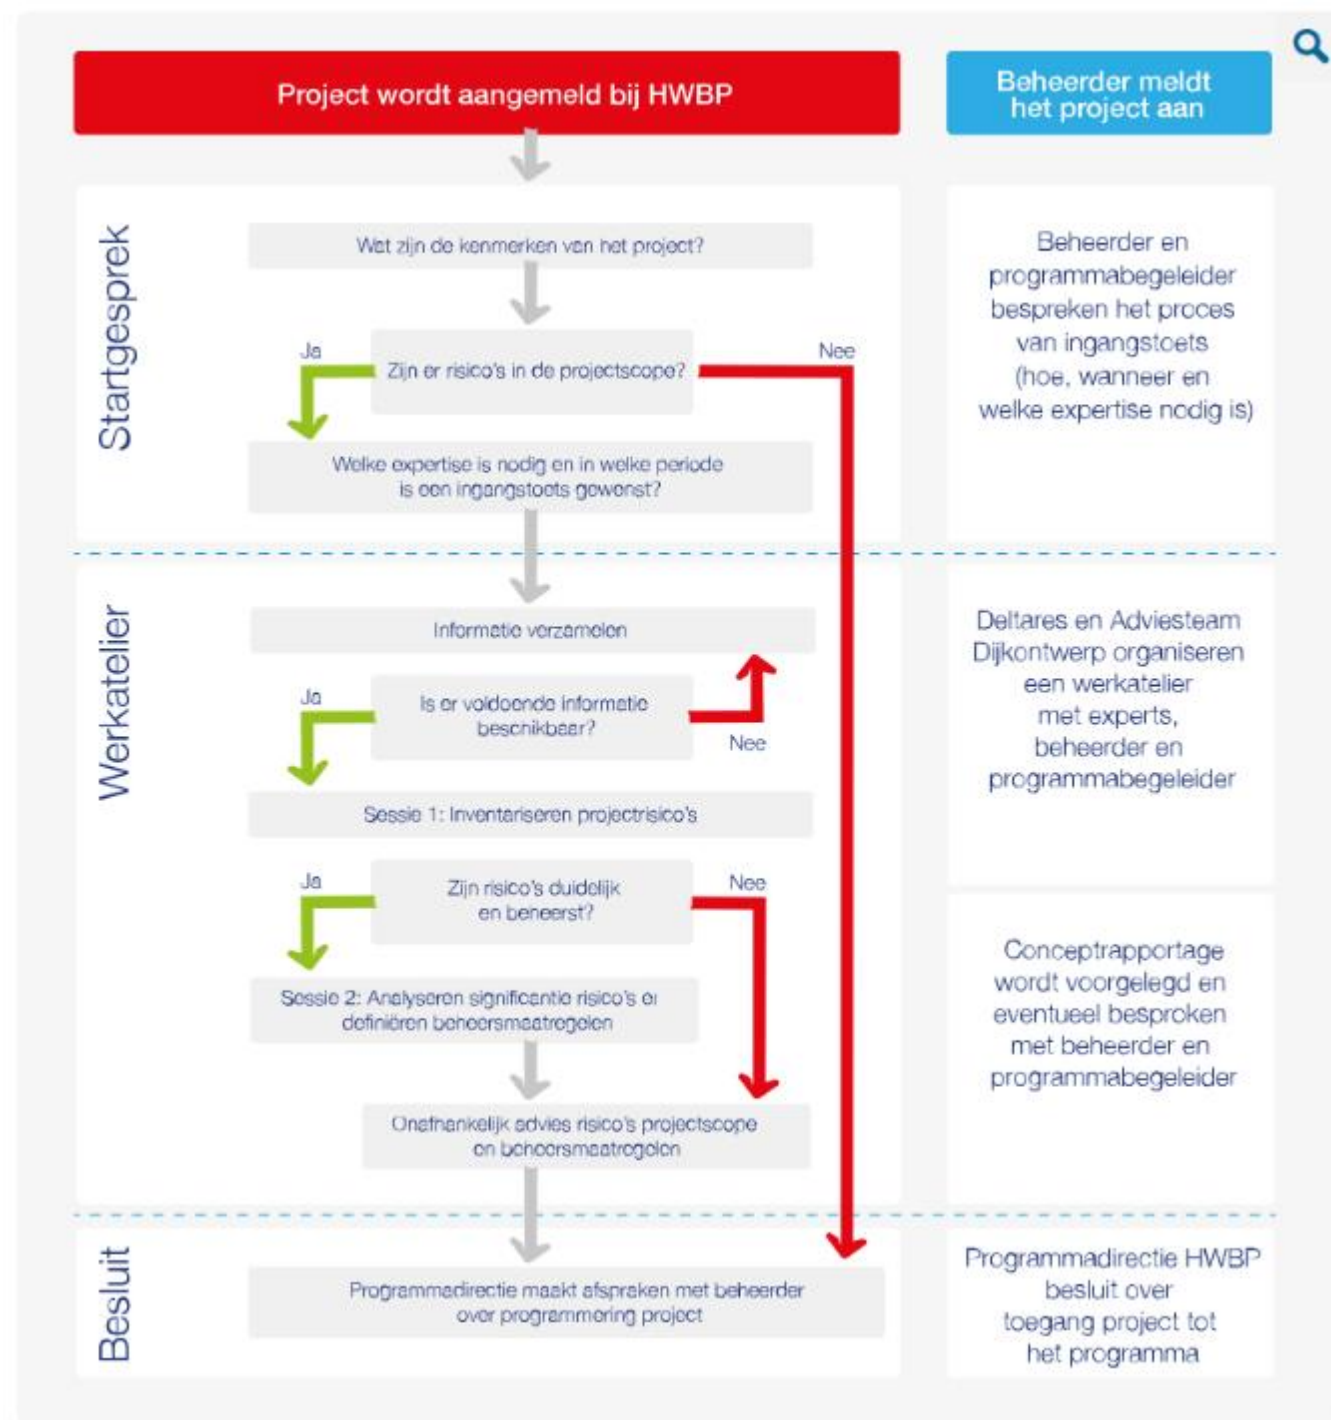 Project wordt aangemeld bij HWBP
Beheerder meldt
het project aan
Startgesprek
Wat zijn de kenmerken van het project?
Ja
Zijn er risico's in de projectscope?
Nee
Welke expertise is nodig en in welke periode
is een ingangstoets gewenst?
Beheerder en
programmabegeleider
bespreken het proces
van ingangstoets
(hoe, wanneer en
welke expertise nodig is)
Werkatelier
Informatie verzamelen
Ja
Is er voldoende informatie
beschikbaar?
Nee
Sessie 1: Inventariseren projectrisico's
Ja
Zijn risico's duidelijk
en beheerst?
Nee
Sessie 2: Analyseren significantie risico's er
definiëren beheersmaatregelen
Onafhankelijk advies risico's projectscope
en beheersmaatregelen
Deltares en Adviesteam
Dijkontwerp organiseren
een werkatelier
met experts,
beheerder en
programmabegeleider
Conceptrapportage
wordt voorgelegd en
eventueel besproken
met beheerder en
programmabegeleider
Besluit
Programmadirectie maakt afspraken met beheerder
over programmering project
Programmadirectie HWBP
besluit over
toegang project tot
het programma